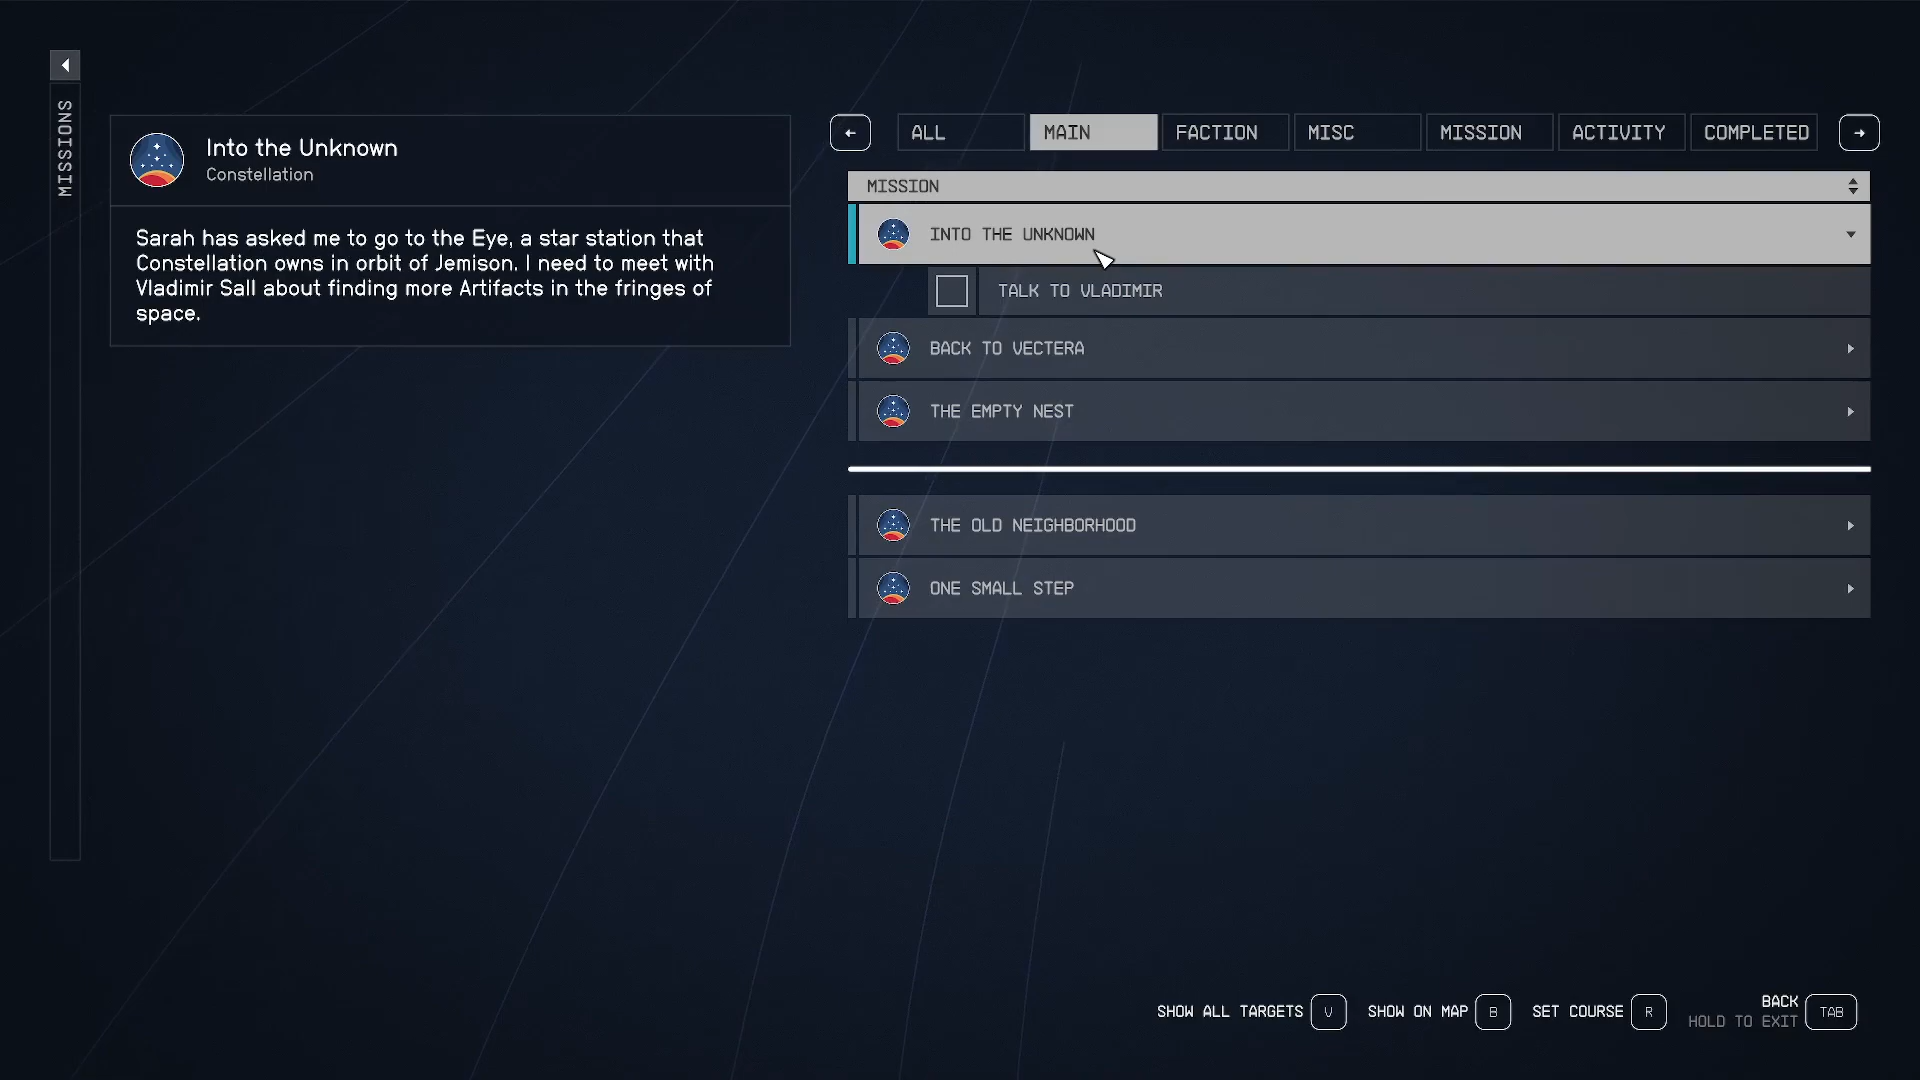 MISSIONS
Into the Unknown
Constellation
Sarah has asked me to go to the Eye, a star station that
Constellation owns in orbit of Jemison. I need to meet with
Vladimir Sall about finding more Artifacts in the fringes of
space.
ALL MAIN FACTION MISC MISSION ACTIVITY COMPLETED
MISSION
INTO THE UNKNOWN
TALK TO VLADIMIR
BACK TO VECTERA
THE EMPTY NEST
THE OLD NEIGHBORHOOD
ONE SMALL STEP
SHOW ALL TARGETS V SHOW ON MAP B SET COURSE R BACK TAB
HOLD TO EXIT